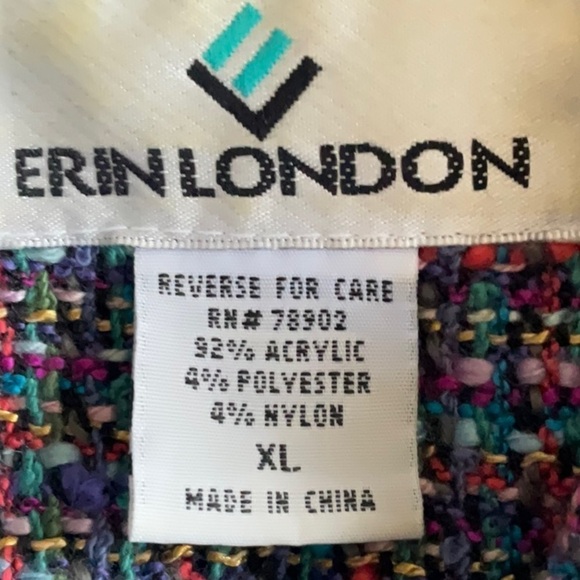 ERIN LONDON
REVERSE FOR CARE
RN# 78902
92% ACRYLIC
4% POLYESTER
4% NYLON
XL
MADE IN CHINA